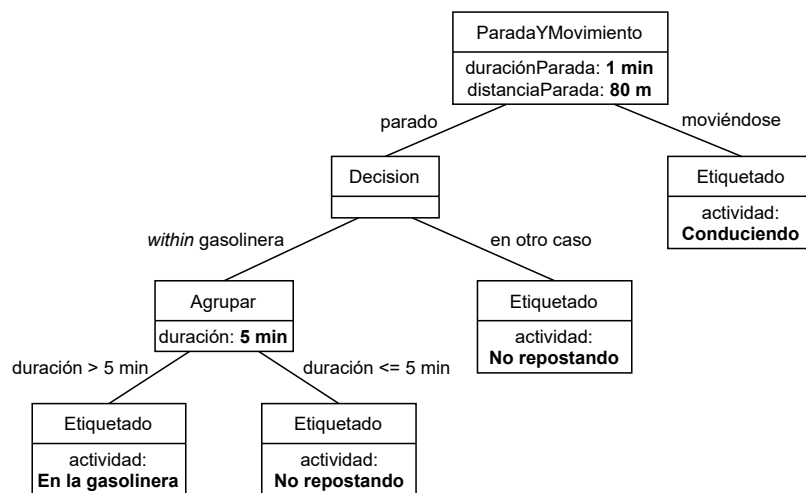 ParadaYMovimiento
duraciónParada: 1 min
distanciaParada: 80 m
parado
moviéndose
Decision
Etiquetado
actividad:
Conduciendo
within gasolinera
en otro caso
Agrupar
duración: 5 min
Etiquetado
actividad:
No repostando
duración > 5 min
duración <= 5 min
Etiquetado
actividad:
En la gasolinera
Etiquetado
actividad:
No repostando